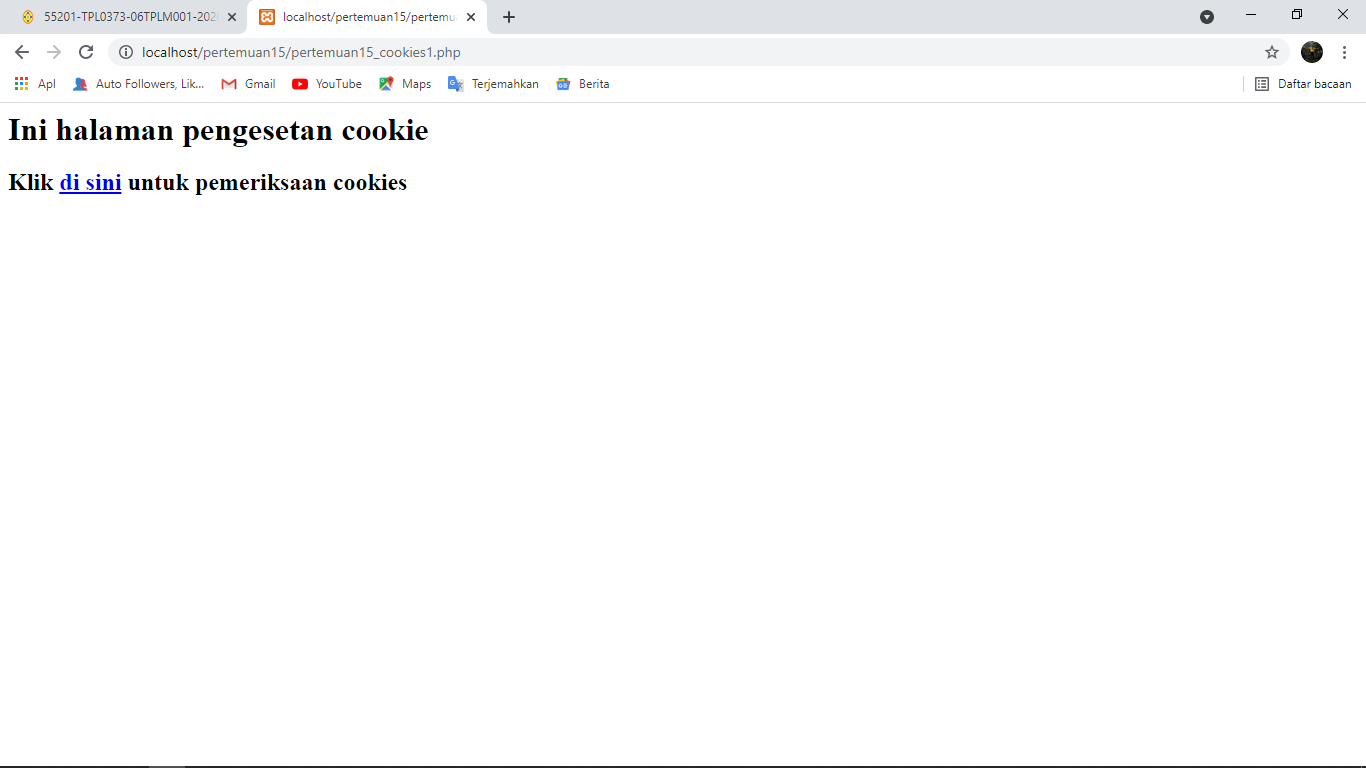 55201-TPL0373-06TPLM001-202
localhost/pertemuan15/pertemu
localhost/pertemuan15/pertemuan15_cookies1.php
Apl Auto Followers, Lik... Gmail YouTube Maps Terjemahkan Berita Daftar bacaan
Ini halaman pengesetan cookie
Klik di sini untuk pemeriksaan cookies